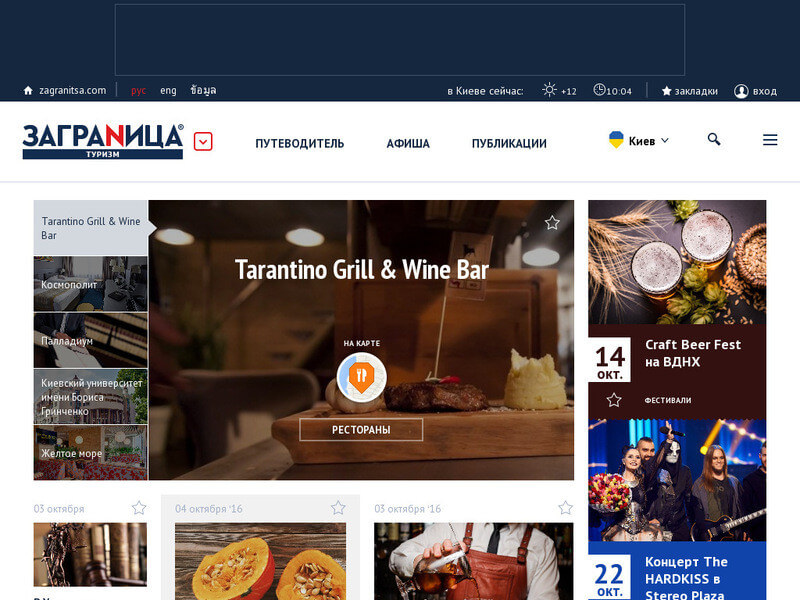 zagranitsa.com
рус
eng
ข้อมูล
в Киеве сейчас:
+12
10:04
закладки
вход
ЗАГРАNИЦА®
ТУРИЗМ
ПУТЕВОДИТЕЛЬ
АФИША
ПУБЛИКАЦИИ
Киев
Tarantino Grill & Wine
Bar
Космополит
Палладиум
Киевский университет
имени Бориса
Гринченко
Желтое море
Tarantino Grill & Wine Bar
НА КАРТЕ
РЕСТОРАНЫ
14
ОКТ.
Craft Beer Fest
на ВДНХ
ФЕСТИВАЛИ
22
ОКТ.
Концерт The
HARDKISS в
Stereo Plaza
03 октября
04 октября '16
03 октября '16